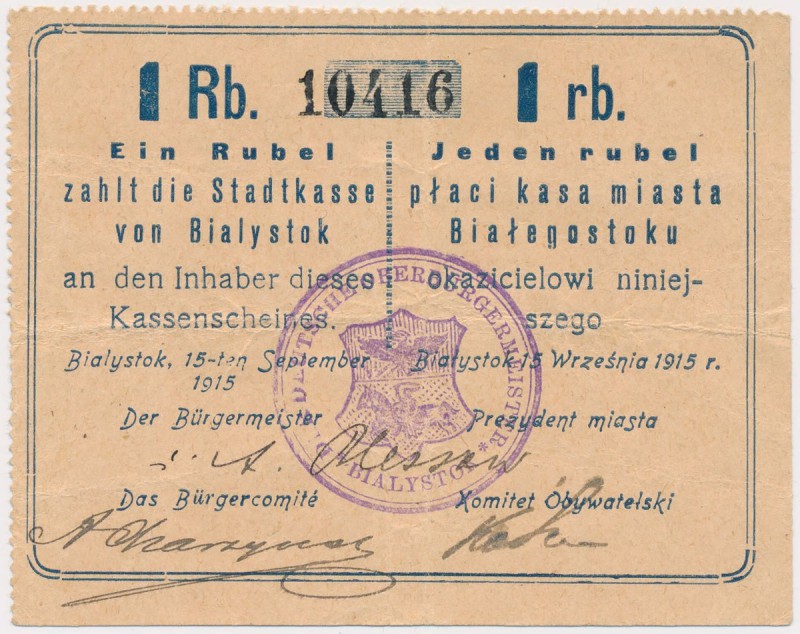 1 Rb. 10416 1 rb.
Ein Rubel
zahlt die Stadtkasse
von Bialystok
an den Inhaber dieses
Kassenscheines.
Bialystok, 15-ten September
1915
Der Bürgermeister
Das Bürgercomité
Jeden rubel
płaci kasa miasta
Białegostoku
okazicielowi niniej-
szego
Białystok 15 Września 1915 r.
Prezydent miasta
Komitet Obywatelski
DEUTSCHE OBERBÜRGERMEISTER
BIALYSTOK